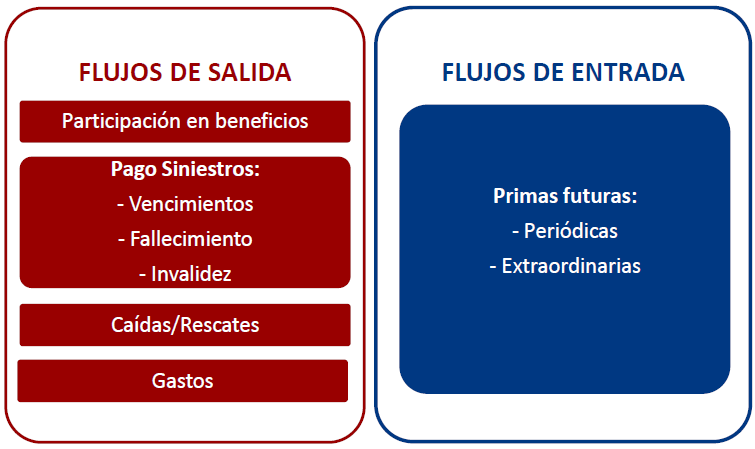 FLUJOS DE SALIDA
Participación en beneficios
Pago Siniestros:
- Vencimientos
- Fallecimiento
- Invalidez
Caídas/Rescates
Gastos
FLUJOS DE ENTRADA
Primas futuras:
- Periódicas
- Extraordinarias